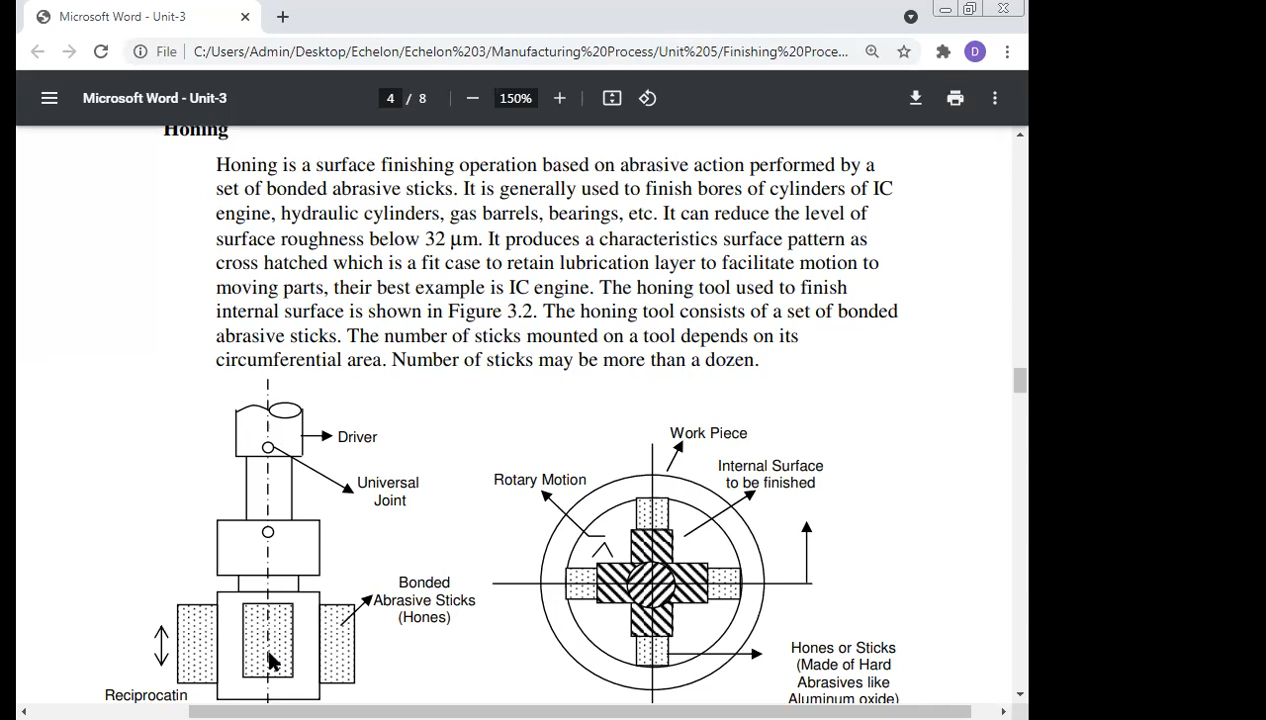 Microsoft Word - Unit-3
File
C:/Users/Admin/Desktop/Echelon/Echelon%203/Manufacturing%20Process/Unit%205/Finishing%20Proce...
D
Microsoft Word - Unit-3
4 / 8
150%
Honing
Honing is a surface finishing operation based on abrasive action performed by a
set of bonded abrasive sticks. It is generally used to finish bores of cylinders of IC
engine, hydraulic cylinders, gas barrels, bearings, etc. It can reduce the level of
surface roughness below 32 μm. It produces a characteristics surface pattern as
cross hatched which is a fit case to retain lubrication layer to facilitate motion to
moving parts, their best example is IC engine. The honing tool used to finish
internal surface is shown in Figure 3.2. The honing tool consists of a set of bonded
abrasive sticks. The number of sticks mounted on a tool depends on its
circumferential area. Number of sticks may be more than a dozen.
Driver
Universal
Joint
Bonded
Abrasive Sticks
(Hones)
Reciprocatin
Work Piece
Rotary Motion
Internal Surface
to be finished
Hones or Sticks
(Made of Hard
Abrasives like
Aluminum oxide)